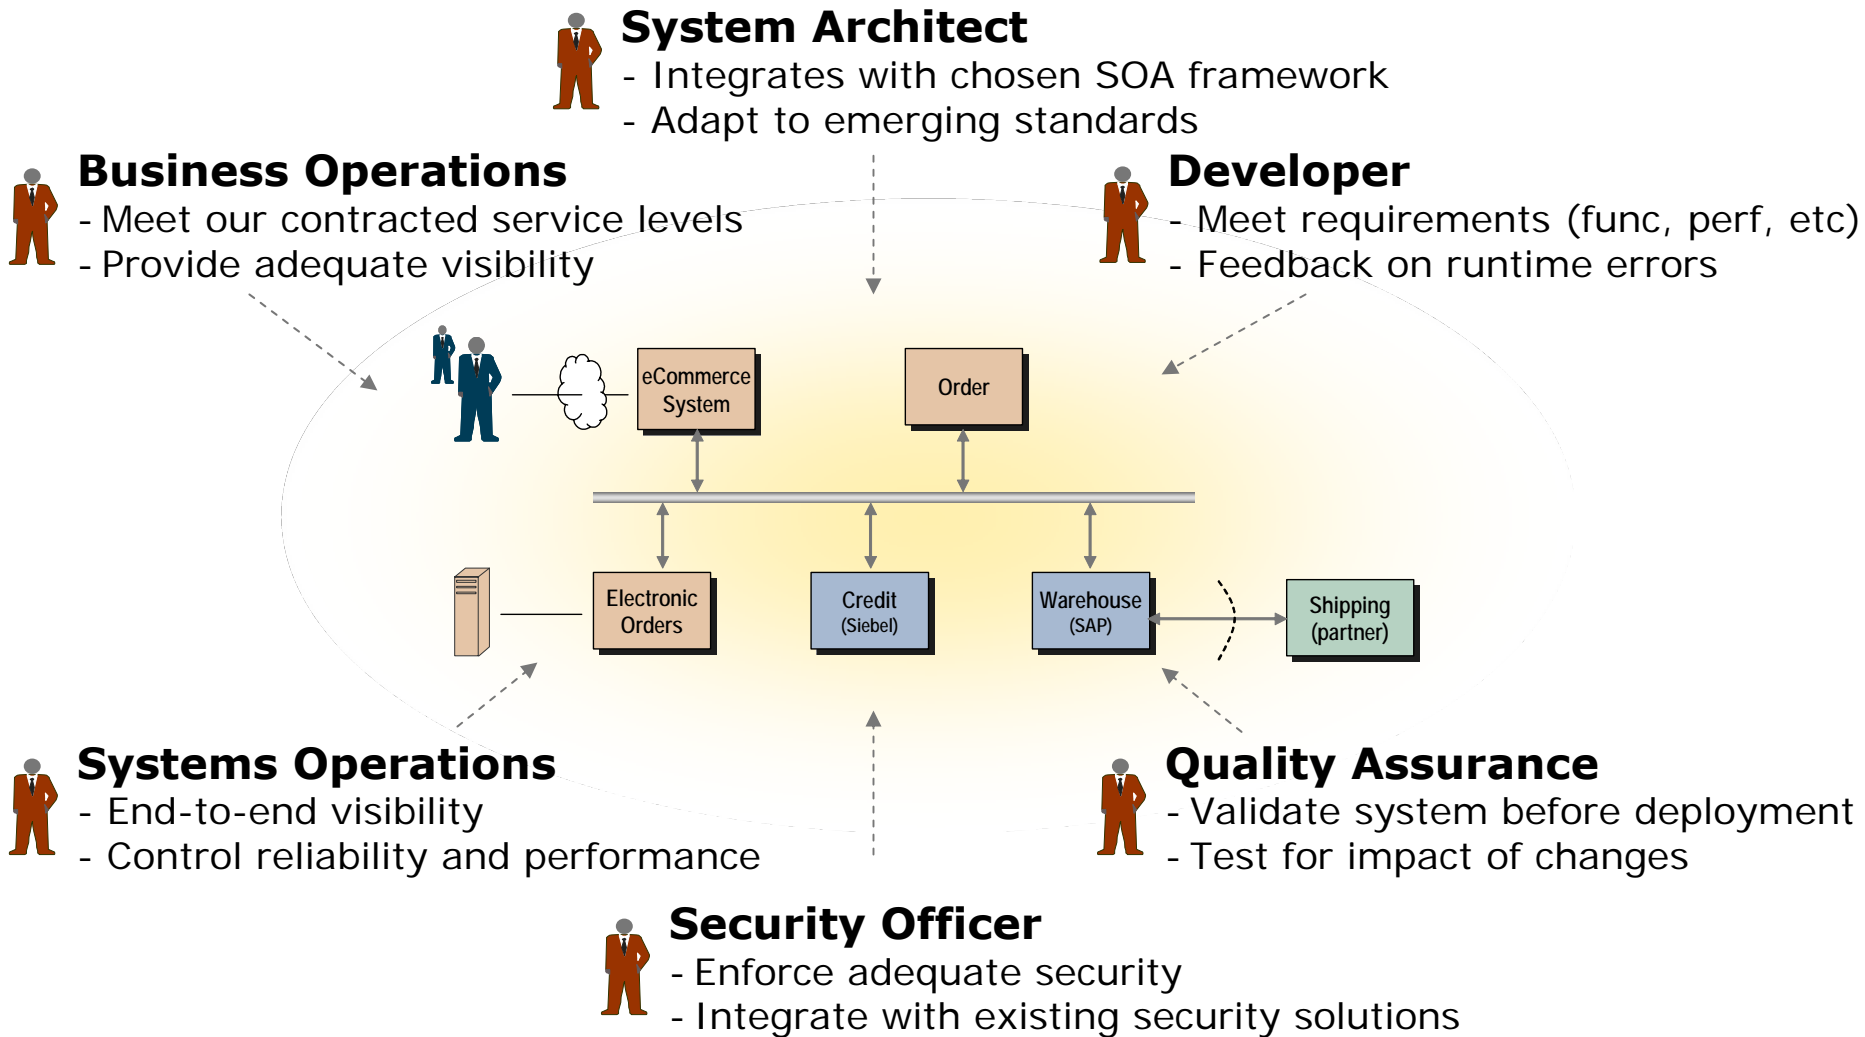 System Architect
- Integrates with chosen SOA framework
- Adapt to emerging standards
Business Operations
- Meet our contracted service levels
- Provide adequate visibility
Developer
- Meet requirements (func, perf, etc)
- Feedback on runtime errors
eCommerce
System
Order
Electronic
Orders
Credit
(Siebel)
Warehouse
(SAP)
Shipping
(partner)
Systems Operations
- End-to-end visibility
- Control reliability and performance
Quality Assurance
- Validate system before deployment
- Test for impact of changes
Security Officer
- Enforce adequate security
- Integrate with existing security solutions